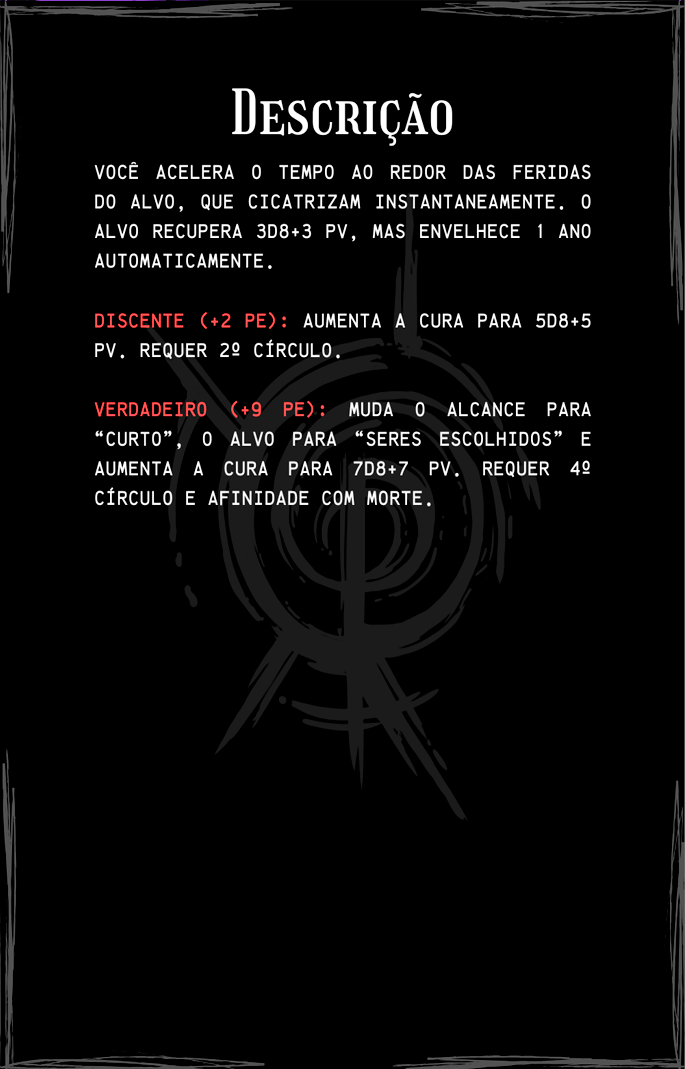 Descrição
VOCÊ ACELERA O TEMPO AO REDOR DAS FERIDAS
DO ALVO, QUE CICATRIZAM INSTANTANEAMENTE. O
ALVO RECUPERA 3D8+3 PV, MAS ENVELHECE 1 ANO
AUTOMATICAMENTE.
DISCENTE (+2 PE): AUMENTA A CURA PARA 5D8+5
PV. REQUER 2º CÍRCULO.
VERDADEIRO (+9 PE): MUDA O ALCANCE PARA
“CURTO”, O ALVO PARA “SERES ESCOLHIDOS” E
AUMENTA A CURA PARA 7D8+7 PV. REQUER 4º
CÍRCULO E AFINIDADE COM MORTE.